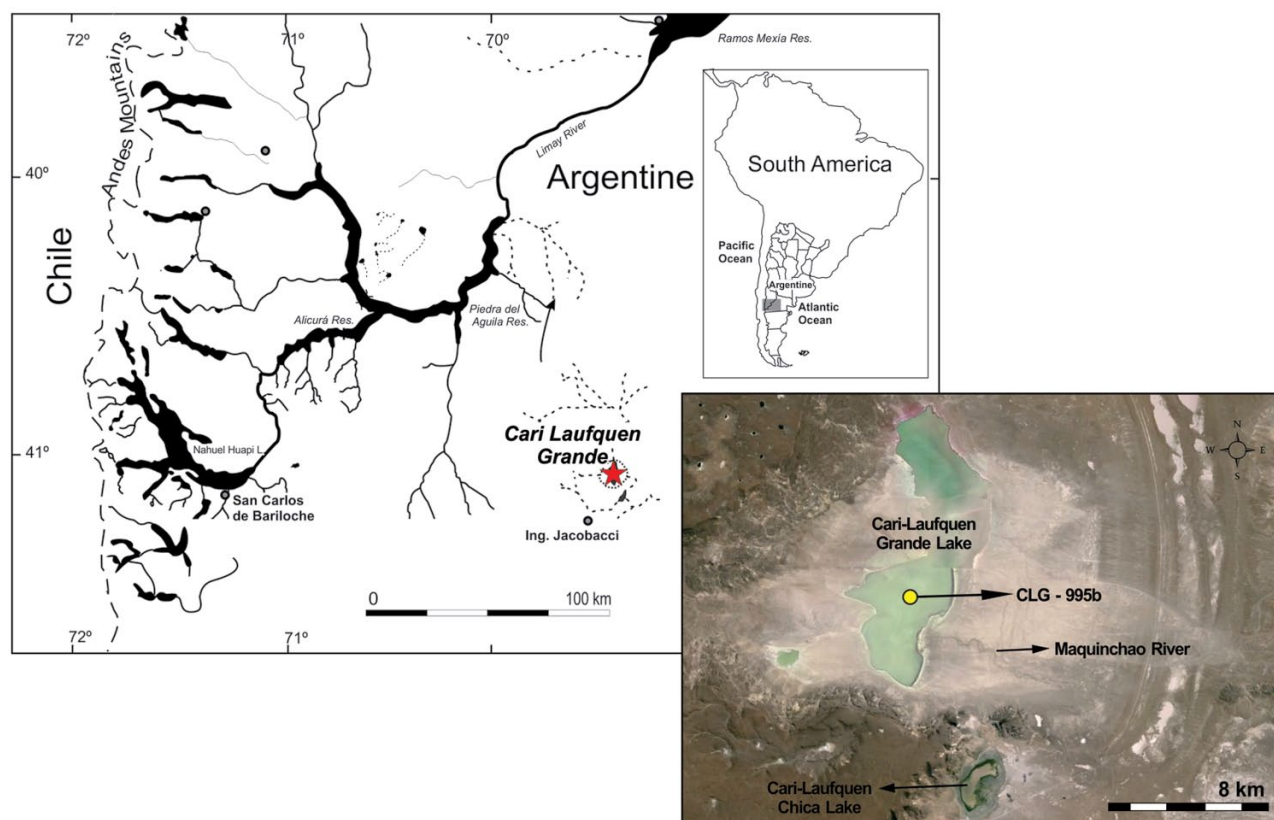 72º
71º
70º
Ramos Mexia Res.
Andes Mountains
Limay River
40º
Argentine
Chile
South America
Pacific
Ocean
Argentine
Atlantic
Ocean
Alicurá Res.
Piedra del
Aguila Res.
Cari Laufquen
Grande
41º
Nahuel Huapi L.
San Carlos
de Bariloche
Ing. Jacobacci
0 100 km
72º
71º
N
W E
S
Cari-Laufquen
Grande Lake
CLG - 995b
Maquinchao River
Cari-Laufquen
Chica Lake
8 km